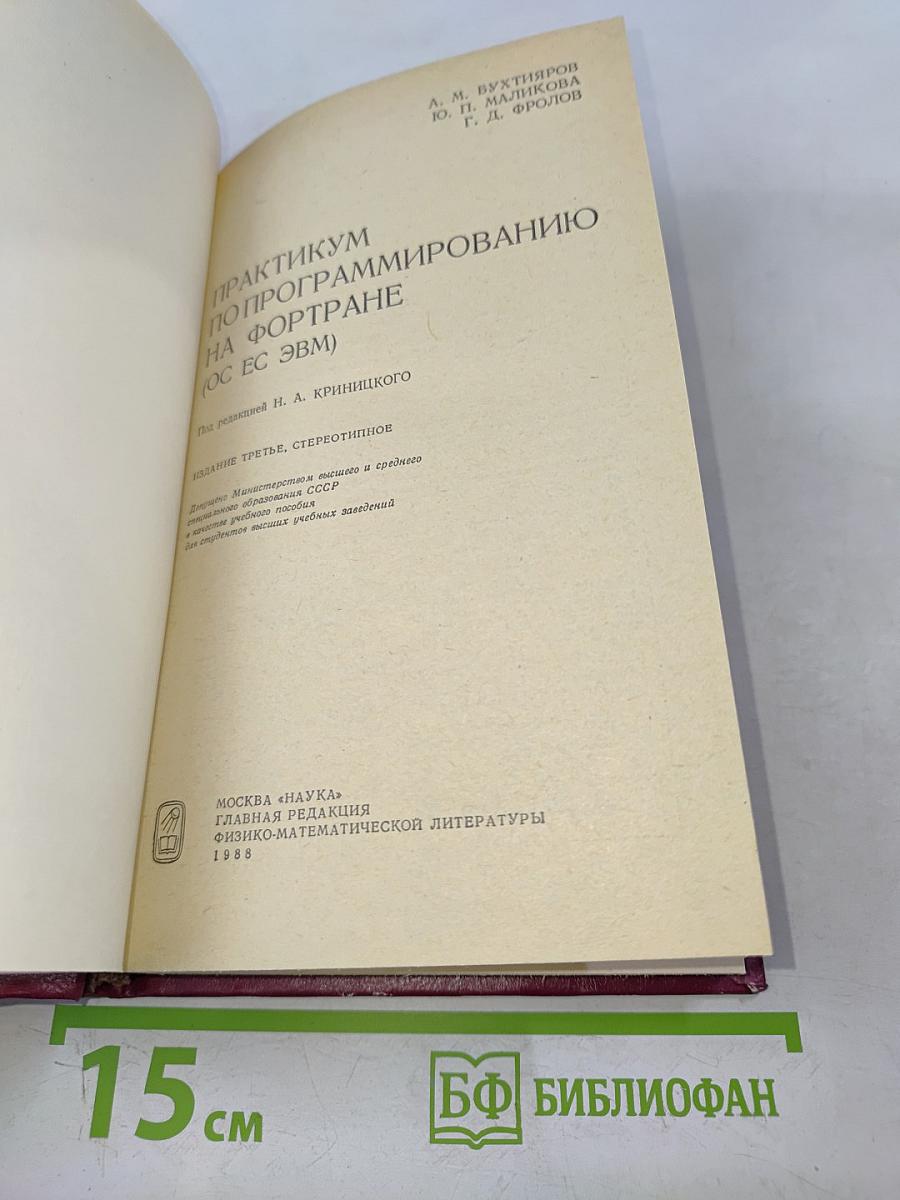 А. М. БУХТИЯРОВ
Ю. П. МАЛИКОВА
Г. Д. ФРОЛОВ
ПРАКТИКУМ
ПО ПРОГРАММИРОВАНИЮ
НА ФОРТРАНЕ
(ОС ЕС ЭВМ)
Под редакцией Н. А. КРИНИЦКОГО
ИЗДАНИЕ ТРЕТЬЕ, СТЕРЕОТИПНОЕ
Допущено Министерством высшего и среднего
специального образования СССР
в качестве учебного пособия
для студентов высших учебных заведений
МОСКВА «НАУКА»
ГЛАВНАЯ РЕДАКЦИЯ
ФИЗИКО-МАТЕМАТИЧЕСКОЙ ЛИТЕРАТУРЫ
1988
15 см
БФ БИБЛИОФАН